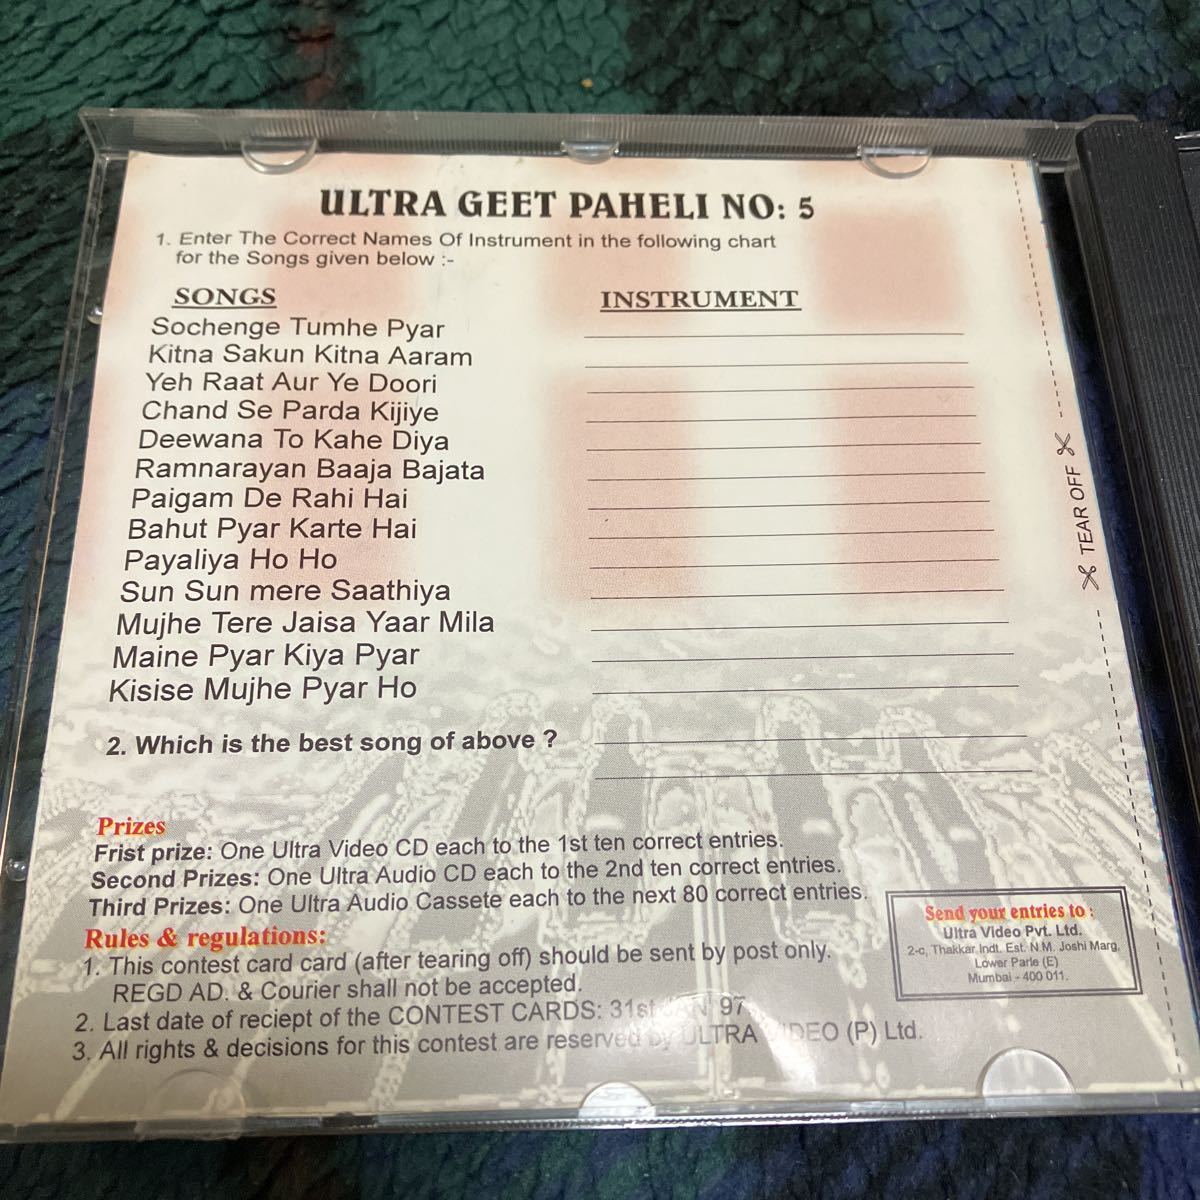 ULTRA GEET PAHELI NO: 5
1. Enter The Correct Names Of Instrument in the following chart
for the Songs given below :-
SONGS INSTRUMENT
Sochenge Tumhe Pyar
Kitna Sakun Kitna Aaram
Yeh Raat Aur Ye Doori
Chand Se Parda Kijiye
Deewana To Kahe Diya
Ramnarayan Baaja Bajata
Paigam De Rahi Hai
Bahut Pyar Karte Hai
Payaliya Ho Ho
Sun Sun mere Saathiya
Mujhe Tere Jaisa Yaar Mila
Maine Pyar Kiya Pyar
Kisise Mujhe Pyar Ho
2. Which is the best song of above ?
Prizes
Frist prize: One Ultra Video CD each to the 1st ten correct entries.
Second Prizes: One Ultra Audio CD each to the 2nd ten correct entries.
Third Prizes: One Ultra Audio Cassete each to the next 80 correct entries.
Rules & regulations:
1. This contest card card (after tearing off) should be sent by post only.
REGD AD. & Courier shall not be accepted.
2. Last date of reciept of the CONTEST CARDS: 31st JAN 97
3. All rights & decisions for this contest are reserved by ULTRA VIDEO (P) Ltd.
Send your entries to :
Ultra Video Pvt. Ltd.
2-c, Thakkar Indt. Est. N.M. Joshi Marg,
Lower Parle (E)
Mumbai - 400 011.
TEAR OFF